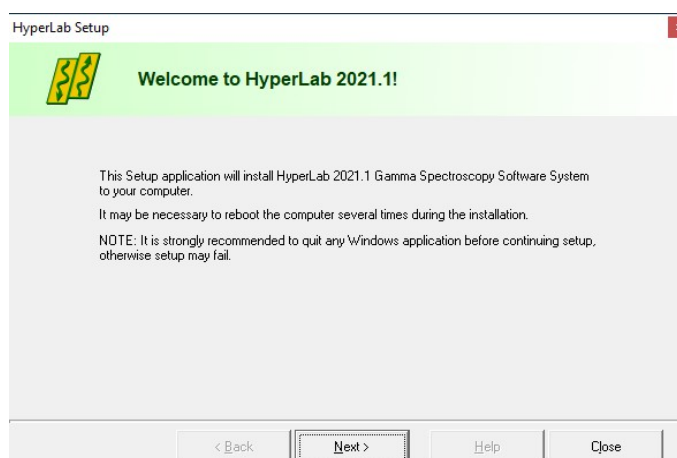 HyperLab Setup
Welcome to HyperLab 2021.1!
This Setup application will install HyperLab 2021.1 Gamma Spectroscopy Software System
to your computer.
It may be necessary to reboot the computer several times during the installation.
NOTE: It is strongly recommended to quit any Windows application before continuing setup,
otherwise setup may fail.
< Back Next > Help Close